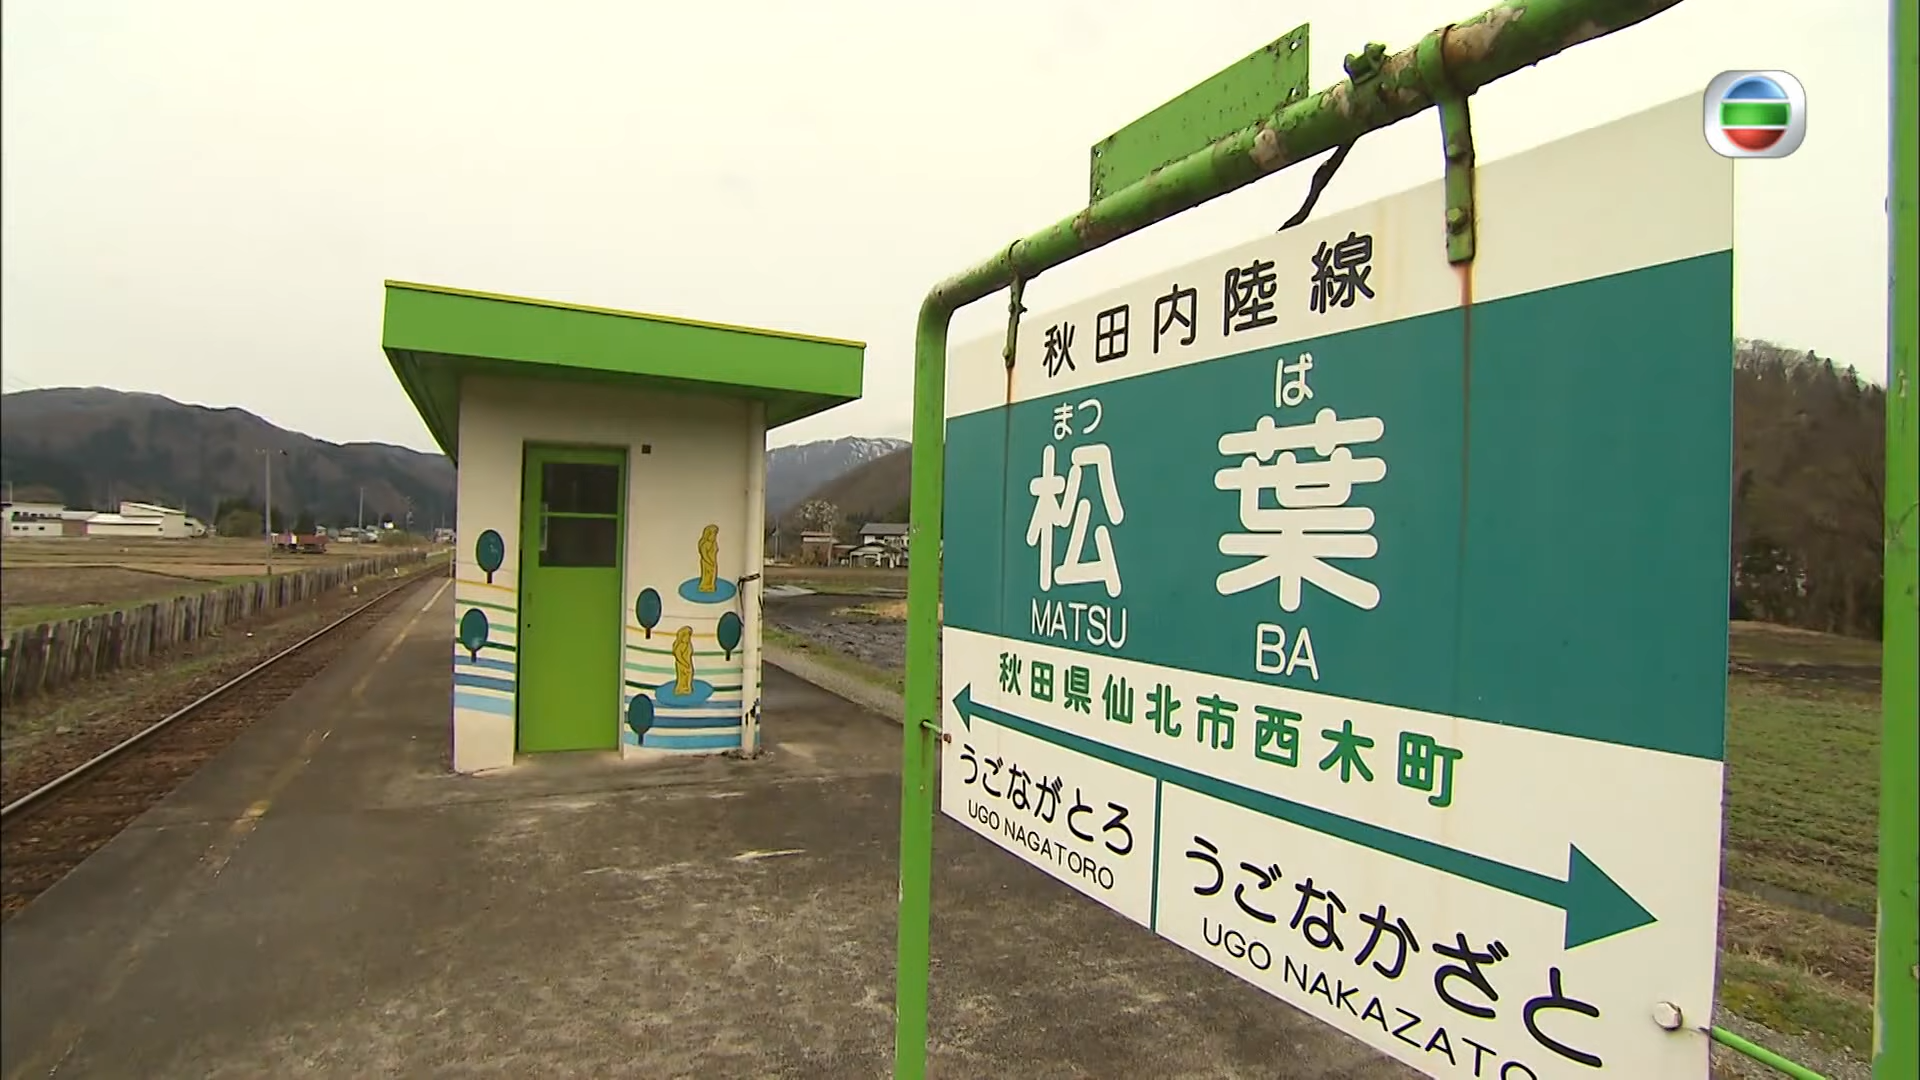 秋田内陸線
まつ ば
松 葉
MATSU BA
秋田県仙北市西木町
うごながとろ
UGO NAGATORO
うごなかざと
UGO NAKAZATO